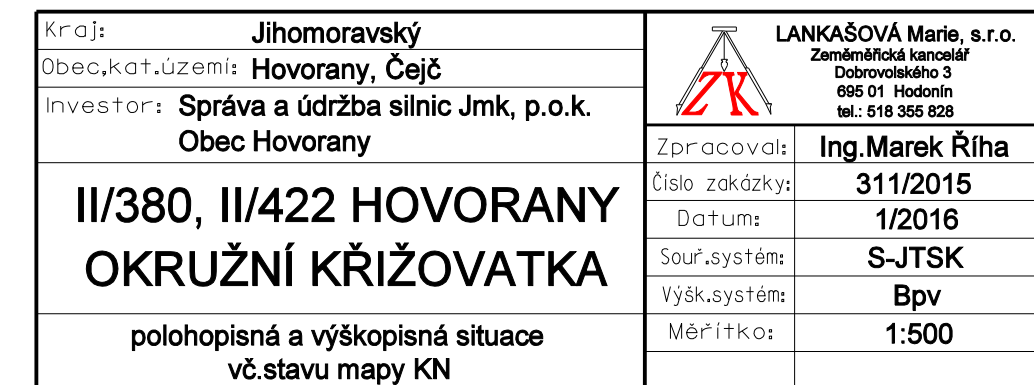 Kraj: Jihomoravský
Obec,kat.území: Hovorany, Čejč
Investor: Správa a údržba silnic Jmk, p.o.k.
Obec Hovorany
II/380, II/422 HOVORANY
OKRUŽNÍ KŘIŽOVATKA
polohopisná a výškopisná situace
vč.stavu mapy KN
ZK
LANKAŠOVÁ Marie, s.r.o.
Zeměměřická kancelář
Dobrovolského 3
695 01 Hodonín
tel.: 518 355 828
Zpracoval: Ing.Marek Říha
Číslo zakázky: 311/2015
Datum: 1/2016
Souř.systém: S-JTSK
Výšk.systém: Bpv
Měřítko: 1:500